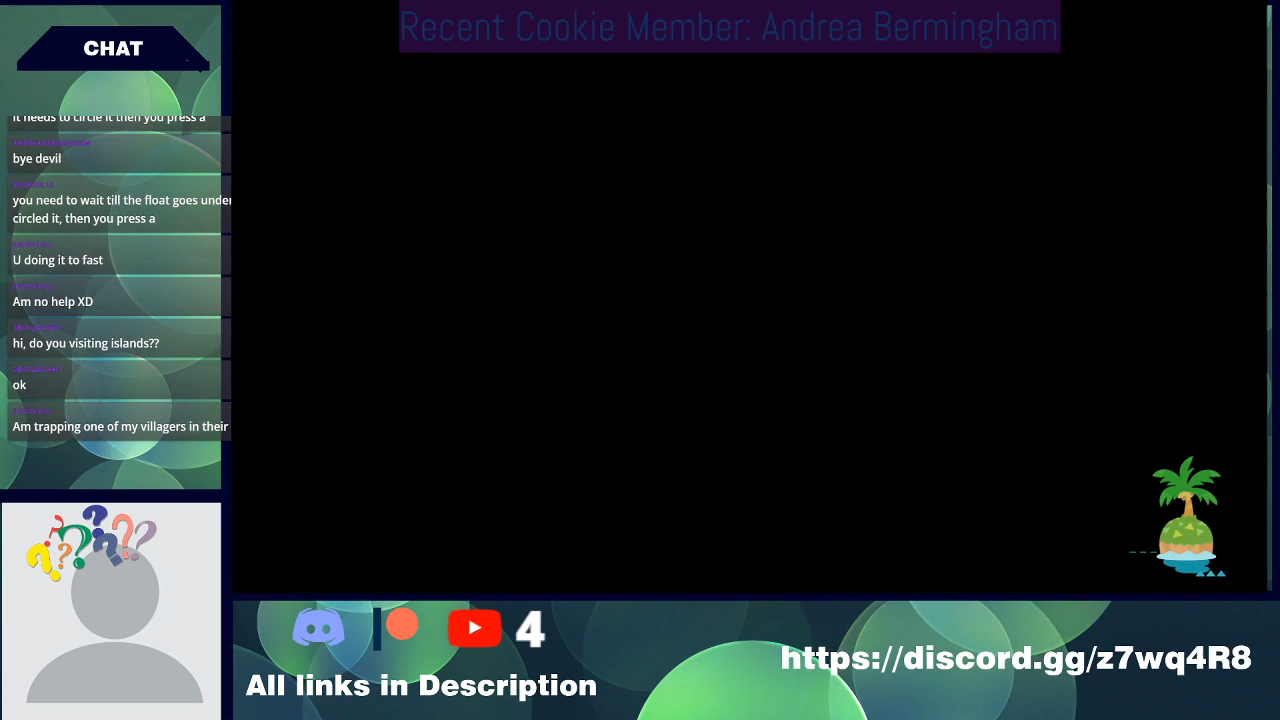 Recent Cookie Member: Andrea Bermingham
CHAT
it needs to circle it then you press a
bye devil
you need to wait till the float goes under
circled it, then you press a
U doing it to fast
Am no help XD
hi, do you visiting islands??
ok
Am trapping one of my villagers in their
4
All links in Description
https://discord.gg/z7wq4R8